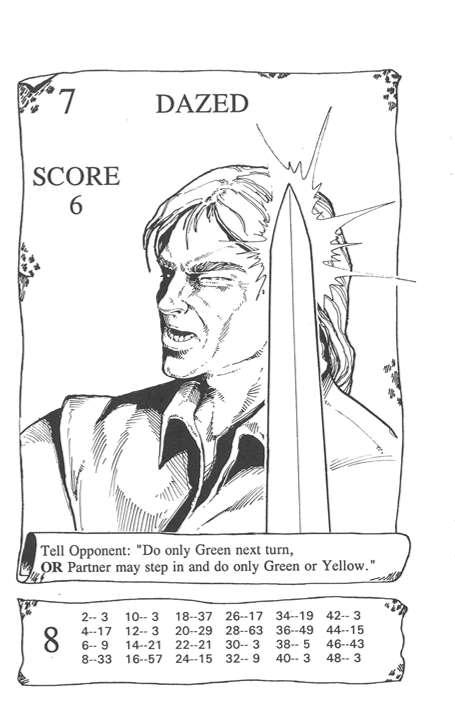 7 DAZED
SCORE
6
Tell Opponent: "Do only Green next turn,
OR Partner may step in and do only Green or Yellow."
8
2-- 3 10-- 3 18--37 26--17 34--19 42-- 3
4--17 12-- 3 20--29 28--63 36--49 44--15
6-- 9 14--21 22--21 30-- 3 38-- 5 46--43
8--33 16--57 24--15 32-- 9 40-- 3 48-- 3